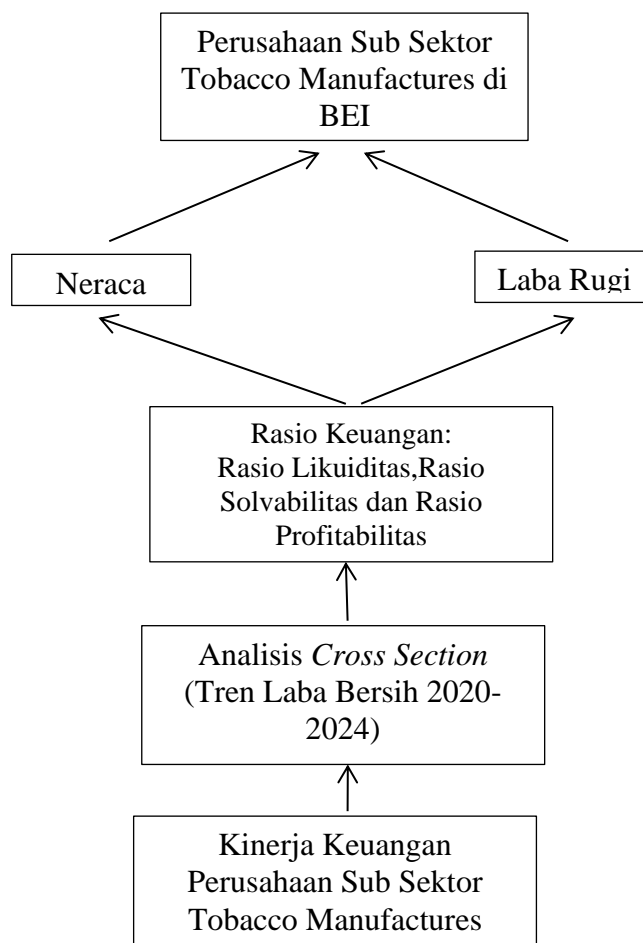 Perusahaan Sub Sektor
Tobacco Manufactures di
BEI
Neraca
Laba Rugi
Rasio Keuangan:
Rasio Likuiditas,Rasio
Solvabilitas dan Rasio
Profitabilitas
Analisis Cross Section
(Tren Laba Bersih 2020-
2024)
Kinerja Keuangan
Perusahaan Sub Sektor
Tobacco Manufactures